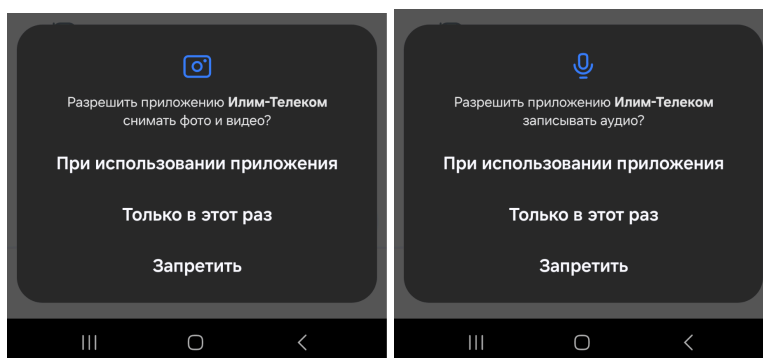 Разрешить приложению Илим-Телеком
снимать фото и видео?
При использовании приложения
Только в этот раз
Запретить
Разрешить приложению Илим-Телеком
записывать аудио?
При использовании приложения
Только в этот раз
Запретить